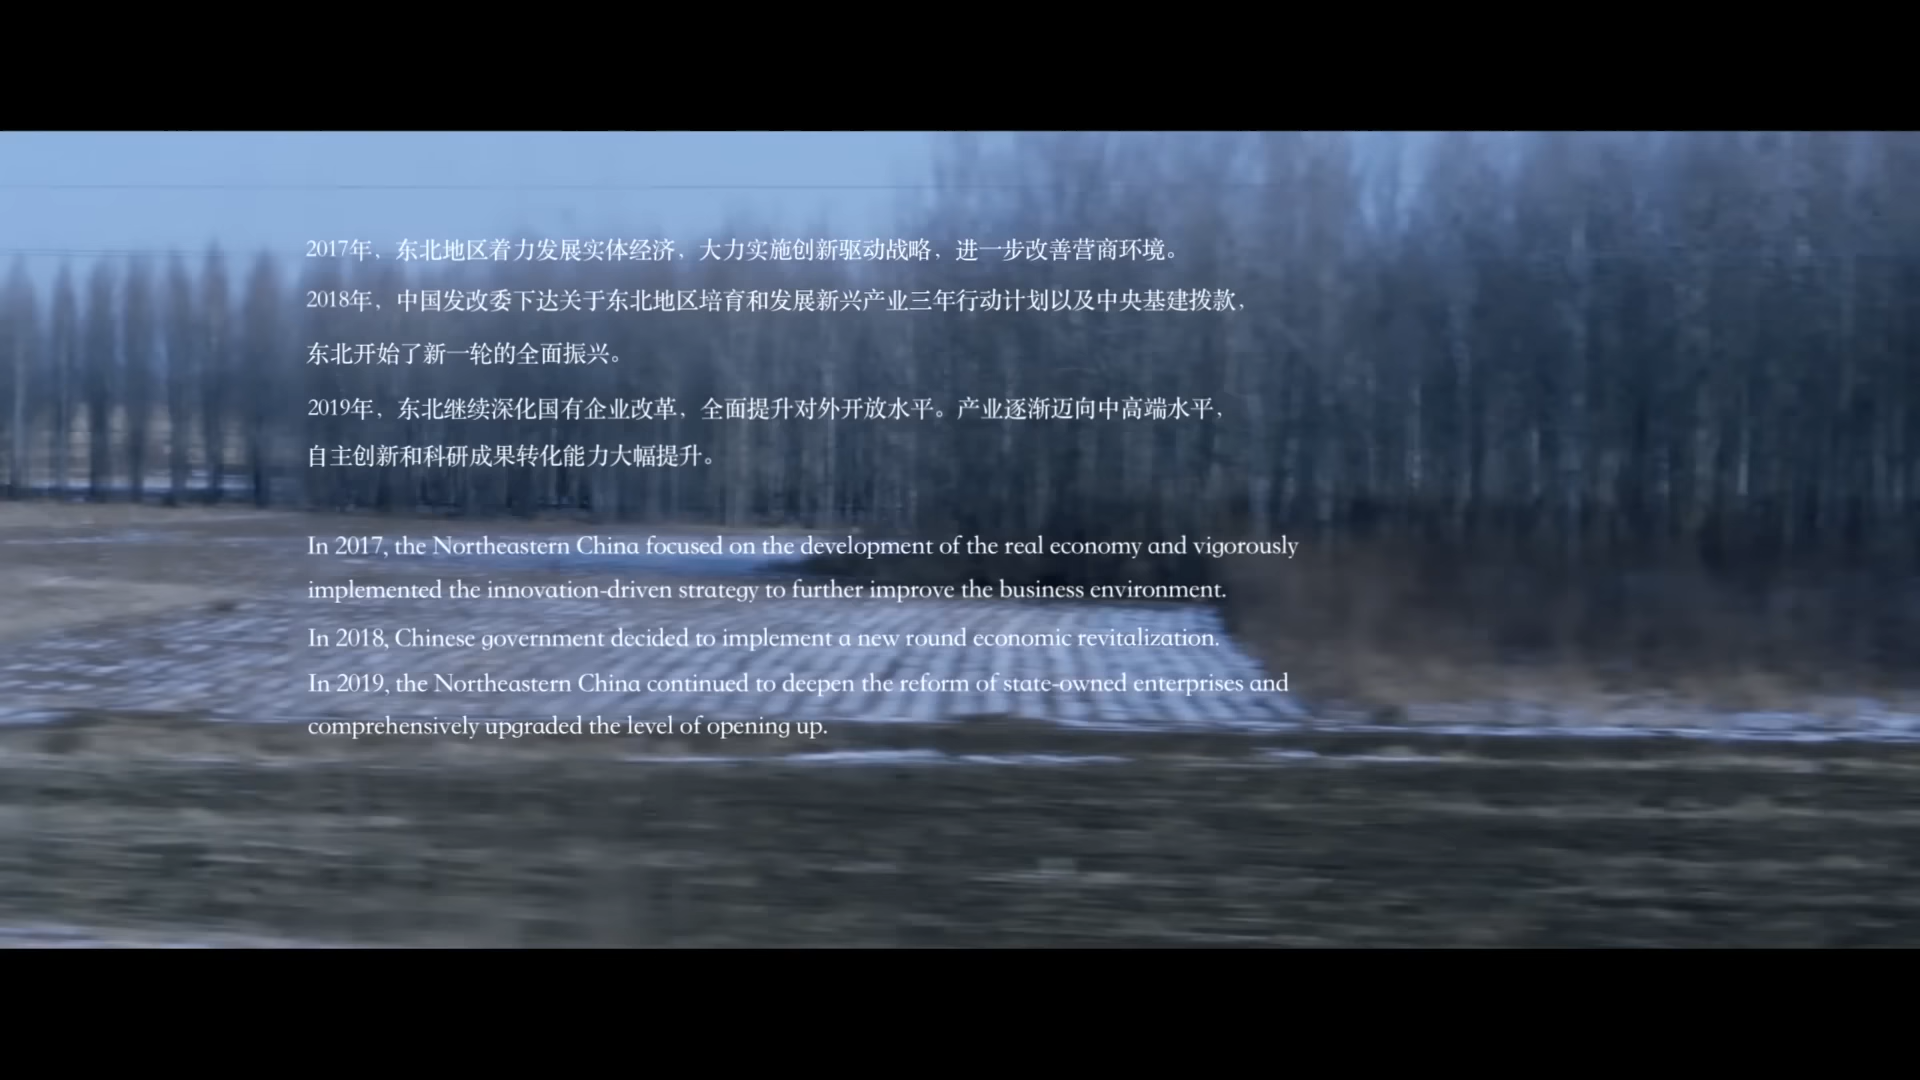 2017年，东北地区着力发展实体经济，大力实施创新驱动战略，进一步改善营商环境。
2018年，中国发改委下达关于东北地区培育和发展新兴产业三年行动计划以及中央基建拨款，
东北开始了新一轮的全面振兴。
2019年，东北继续深化国有企业改革，全面提升对外开放水平。产业逐渐迈向中高端水平，
自主创新和科研成果转化能力大幅提升。
In 2017, the Northeastern China focused on the development of the real economy and vigorously
implemented the innovation-driven strategy to further improve the business environment.
In 2018, Chinese government decided to implement a new round economic revitalization.
In 2019, the Northeastern China continued to deepen the reform of state-owned enterprises and
comprehensively upgraded the level of opening up.